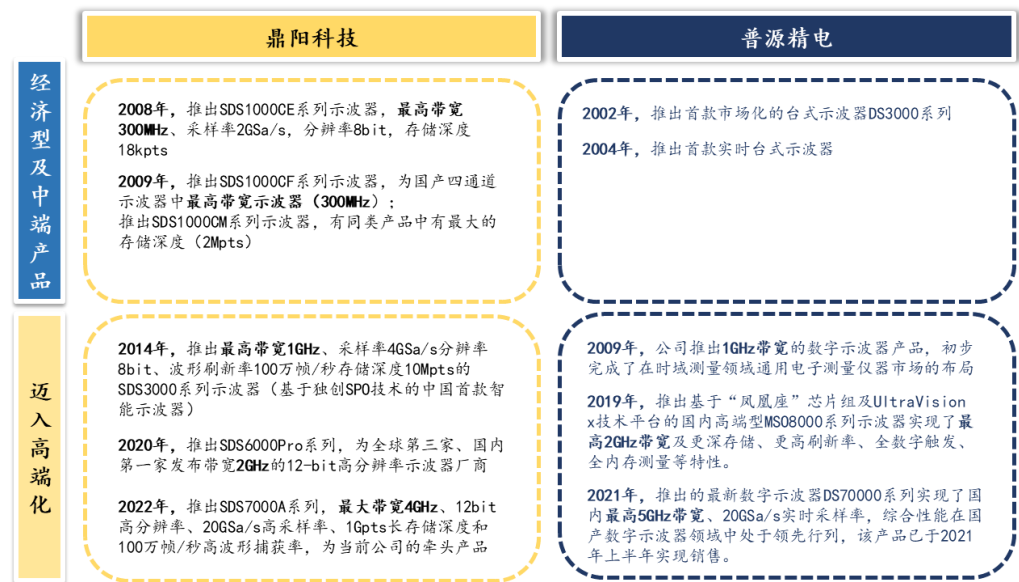 鼎阳科技
普源精电
经济型及中端产品
2008年，推出SDS1000CE系列示波器，最高带宽
300MHz、采样率2GSa/s，分辨率8bit，存储深度
18kpts
2009年，推出SDS1000CF系列示波器，为国产四通道
示波器中最高带宽示波器（300MHz）；
推出SDS1000CM系列示波器，有同类产品中有最大的
存储深度（2Mpts）
2002年，推出首款市场化的台式示波器DS3000系列
2004年，推出首款实时台式示波器
迈入高端化
2014年，推出最高带宽1GHz、采样率4GSa/s分辨率
8bit、波形刷新率100万帧/秒存储深度10Mpts的
SDS3000系列示波器（基于独创SPO技术的中国首款智
能示波器）
2020年，推出SDS6000Pro系列，为全球第三家、国内
第一家发布带宽2GHz的12-bit高分辨率示波器厂商
2022年，推出SDS7000A系列，最大带宽4GHz、12bit
高分辨率、20GSa/s高采样率、1Gpts长存储深度和
100万帧/秒高波形捕获率，为当前公司的牵头产品
2009年，公司推出1GHz带宽的数字示波器产品，初步
完成了在时域测量领域通用电子测量仪器市场的布局
2019年，推出基于“凤凰座”芯片组及UltraVision
x技术平台的国内高端型MSO8000系列示波器实现了最
高2GHz带宽及更深存储、更高刷新率、全数字触发、
全内存测量等特性。
2021年，推出的最新数字示波器DS70000系列实现了国
内最高5GHz带宽、20GSa/s实时采样率，综合性能在国
产数字示波器领域中处于领先行列，该产品已于2021
年上半年实现销售。